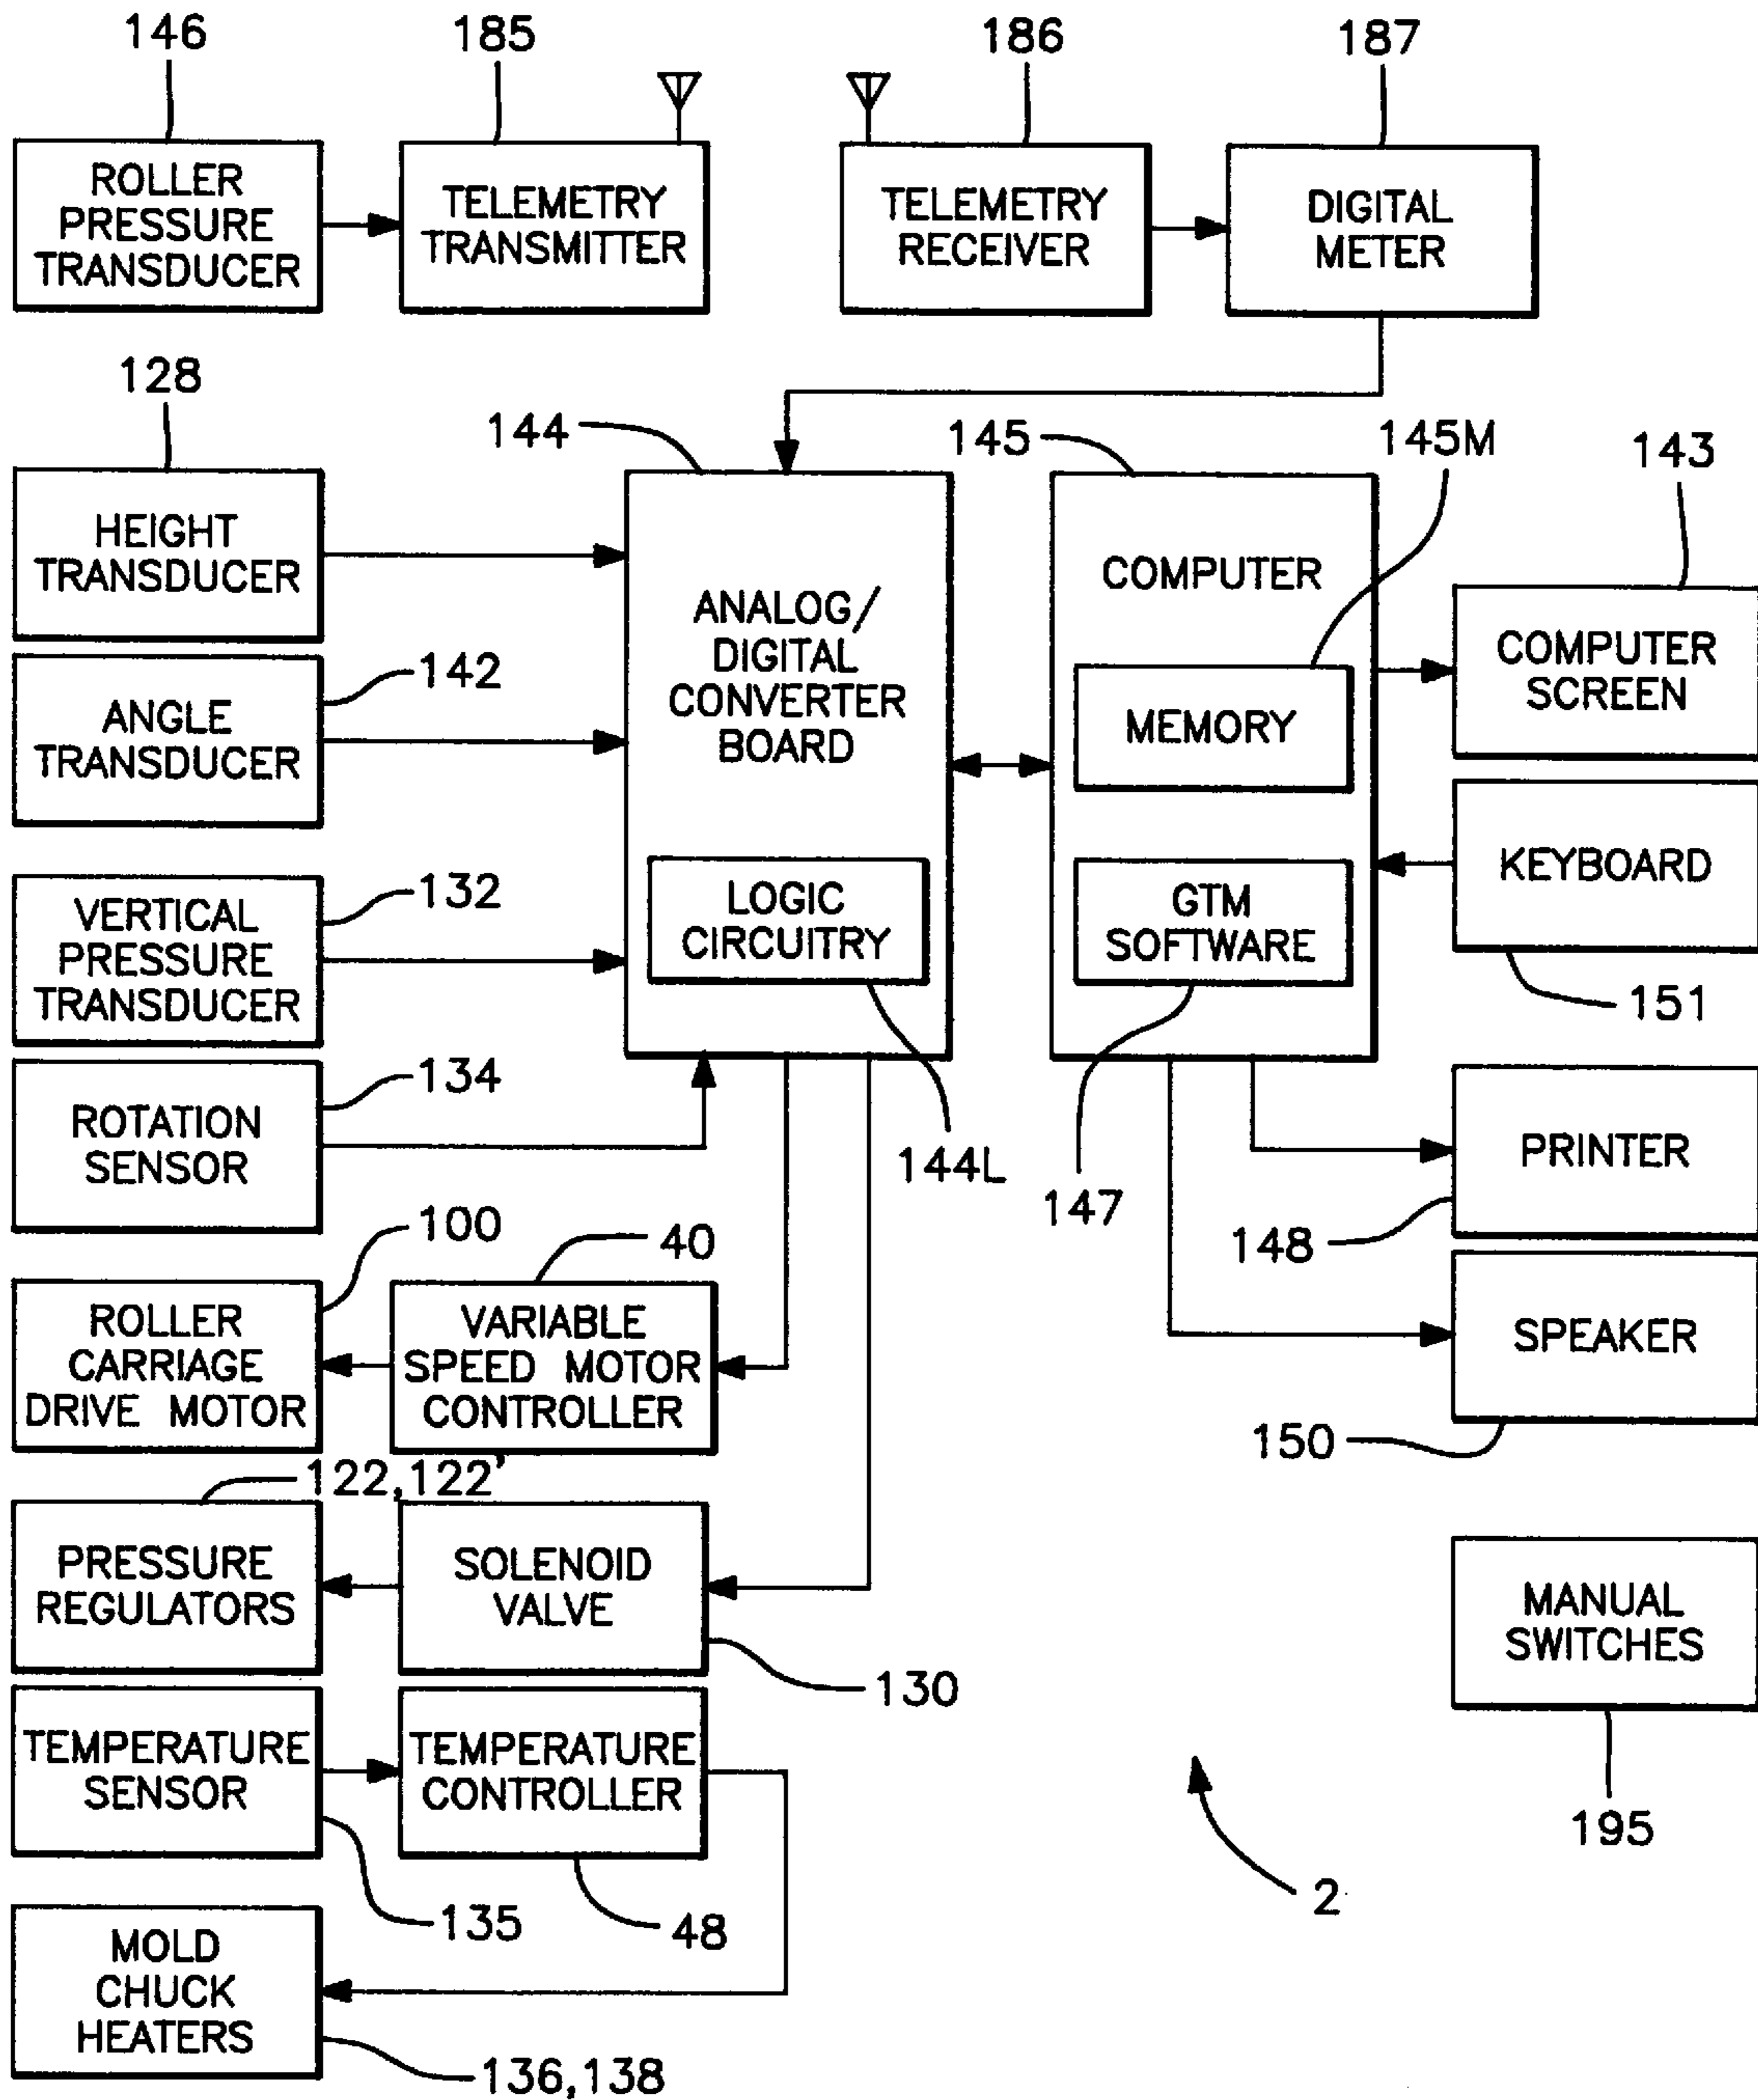 146
185
186
187
ROLLER
PRESSURE
TRANSDUCER
TELEMETRY
TRANSMITTER
TELEMETRY
RECEIVER
DIGITAL
METER
128
144
145
145M
143
HEIGHT
TRANSDUCER
142
ANGLE
TRANSDUCER
132
VERTICAL
PRESSURE
TRANSDUCER
134
ROTATION
SENSOR
ANALOG/
DIGITAL
CONVERTER
BOARD
LOGIC
CIRCUITRY
144L
COMPUTER
MEMORY
GTM
SOFTWARE
147
COMPUTER
SCREEN
KEYBOARD
151
PRINTER
148
SPEAKER
150
100
40
ROLLER
CARRIAGE
DRIVE MOTOR
VARIABLE
SPEED MOTOR
CONTROLLER
122,122'
PRESSURE
REGULATORS
SOLENOID
VALVE
130
MANUAL
SWITCHES
195
TEMPERATURE
SENSOR
135
TEMPERATURE
CONTROLLER
48
2
MOLD
CHUCK
HEATERS
136,138